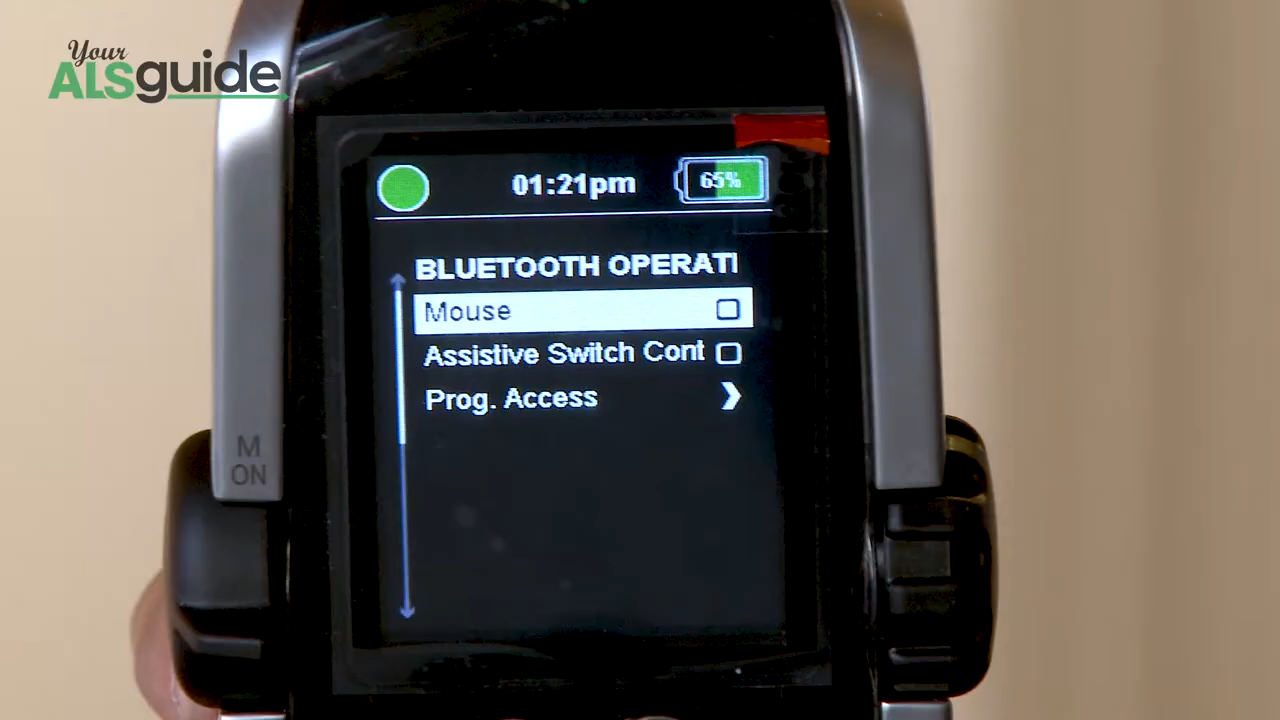 Your
ALSguide
01:21pm
65%
BLUETOOTH OPERATI
Mouse
Assistive Switch Cont
Prog. Access
M
ON